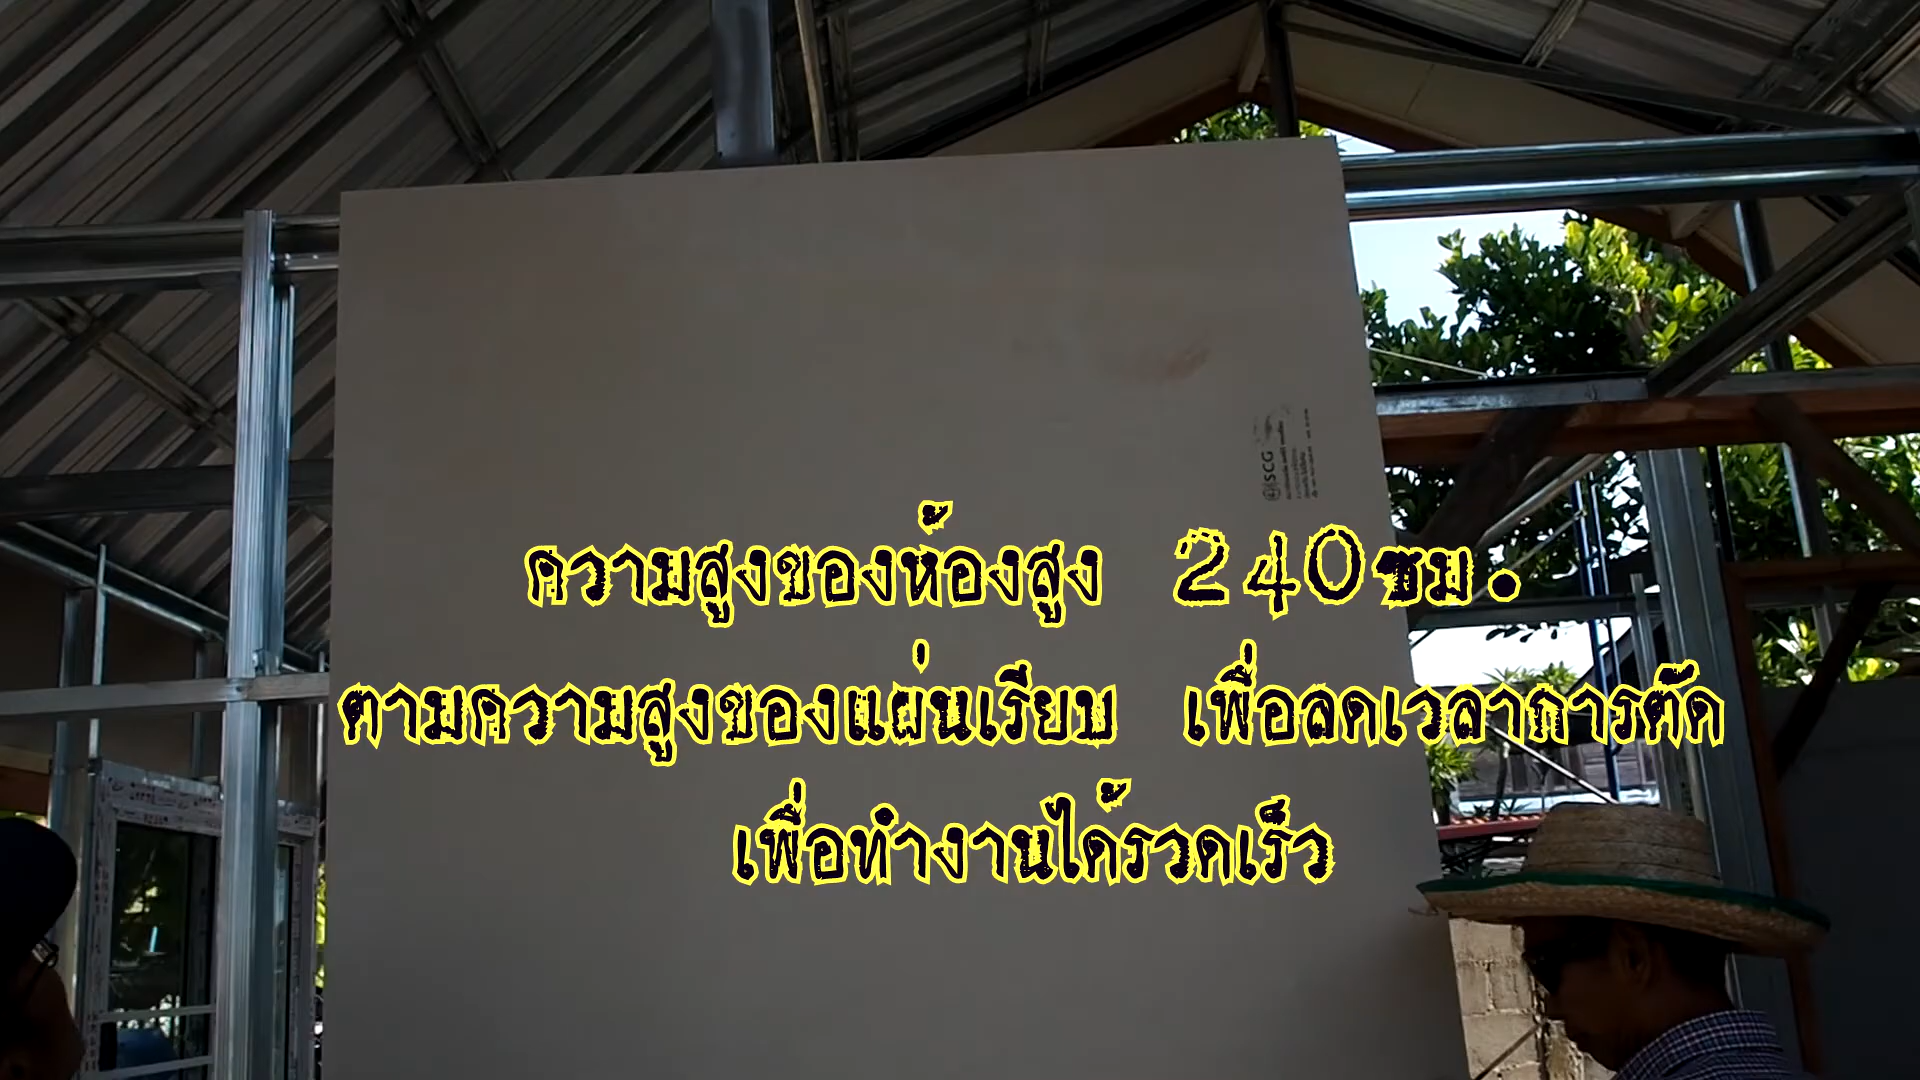 SCG
ความสูงของห้องสูง 240ซม.
ตามความสูงของแผ่นเรียบ เพื่อลดเวลาการตัด
เพื่อทำงานได้รวดเร็ว